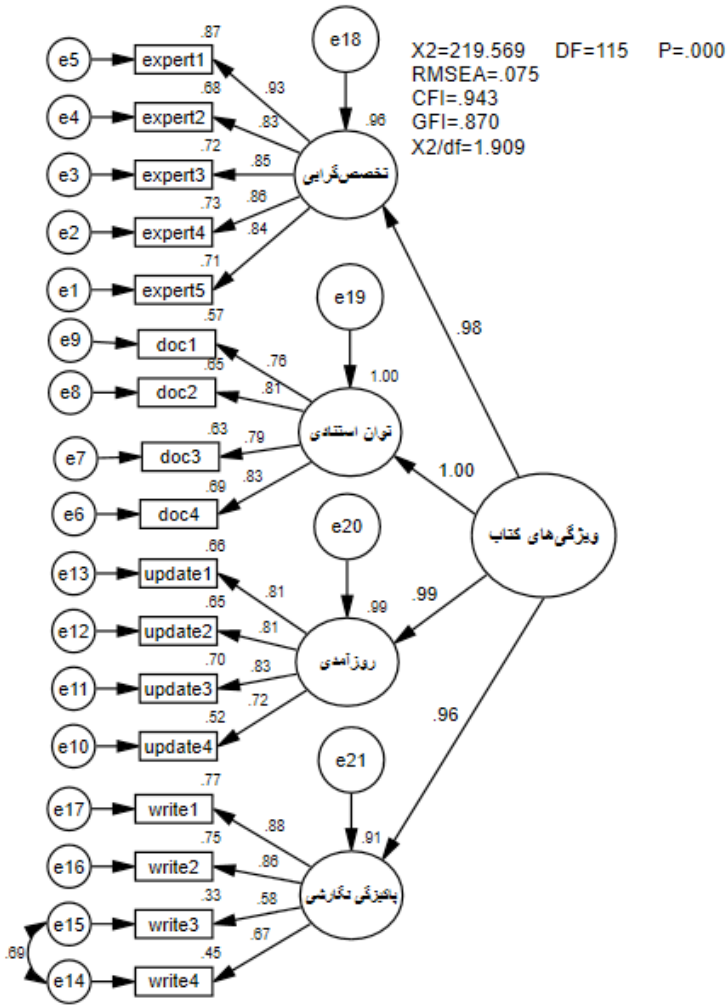 .87
e18
X2=219.569 DF=115 P=.000
e5 expert1
RMSEA=.075
.68
.93
CFI=.943
e4 expert2
.83
.96
GFI=.870
.72
X2/df=1.909
e3 expert3
.85
تخصص‌گرایی
.73
.86
e2 expert4
.84
.71
e1 expert5
e19
.57
.98
e9 doc1
.76
.65
1.00
e8 doc2
.81
توان استنادی
.63
.79
e7 doc3
1.00
.69
.83
e6 doc4
e20
ویژگی‌های کتاب
.66
e13 update1
.81
.99
.99
.65
e12 update2
.81
.70
روزآمدی
.83
e11 update3
.72
.52
.96
e10 update4
e21
.77
e17 write1
.88
.91
.75
e16 write2
.86
.33
پاکیزگی نگارشی
.58
e15 write3
.67
.69
.45
e14 write4